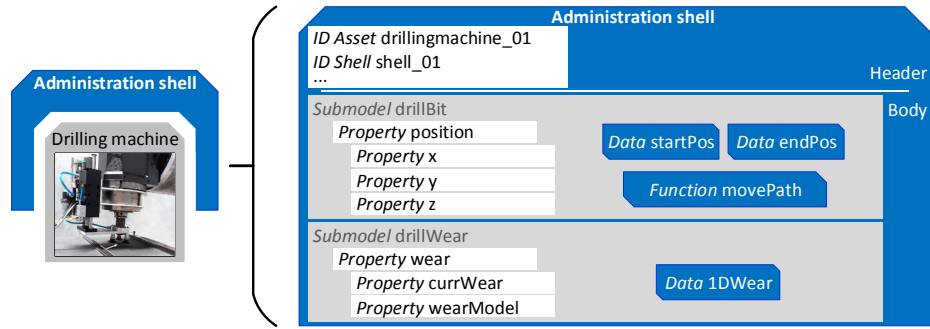 Administration shell
Drilling machine
Administration shell
ID Asset drillingmachine_01
ID Shell shell_01
...
Header
Body
Submodel drillBit
Property position
Property x
Property y
Property z
Data startPos
Data endPos
Function movePath
Submodel drillWear
Property wear
Property currWear
Property wearModel
Data 1DWear